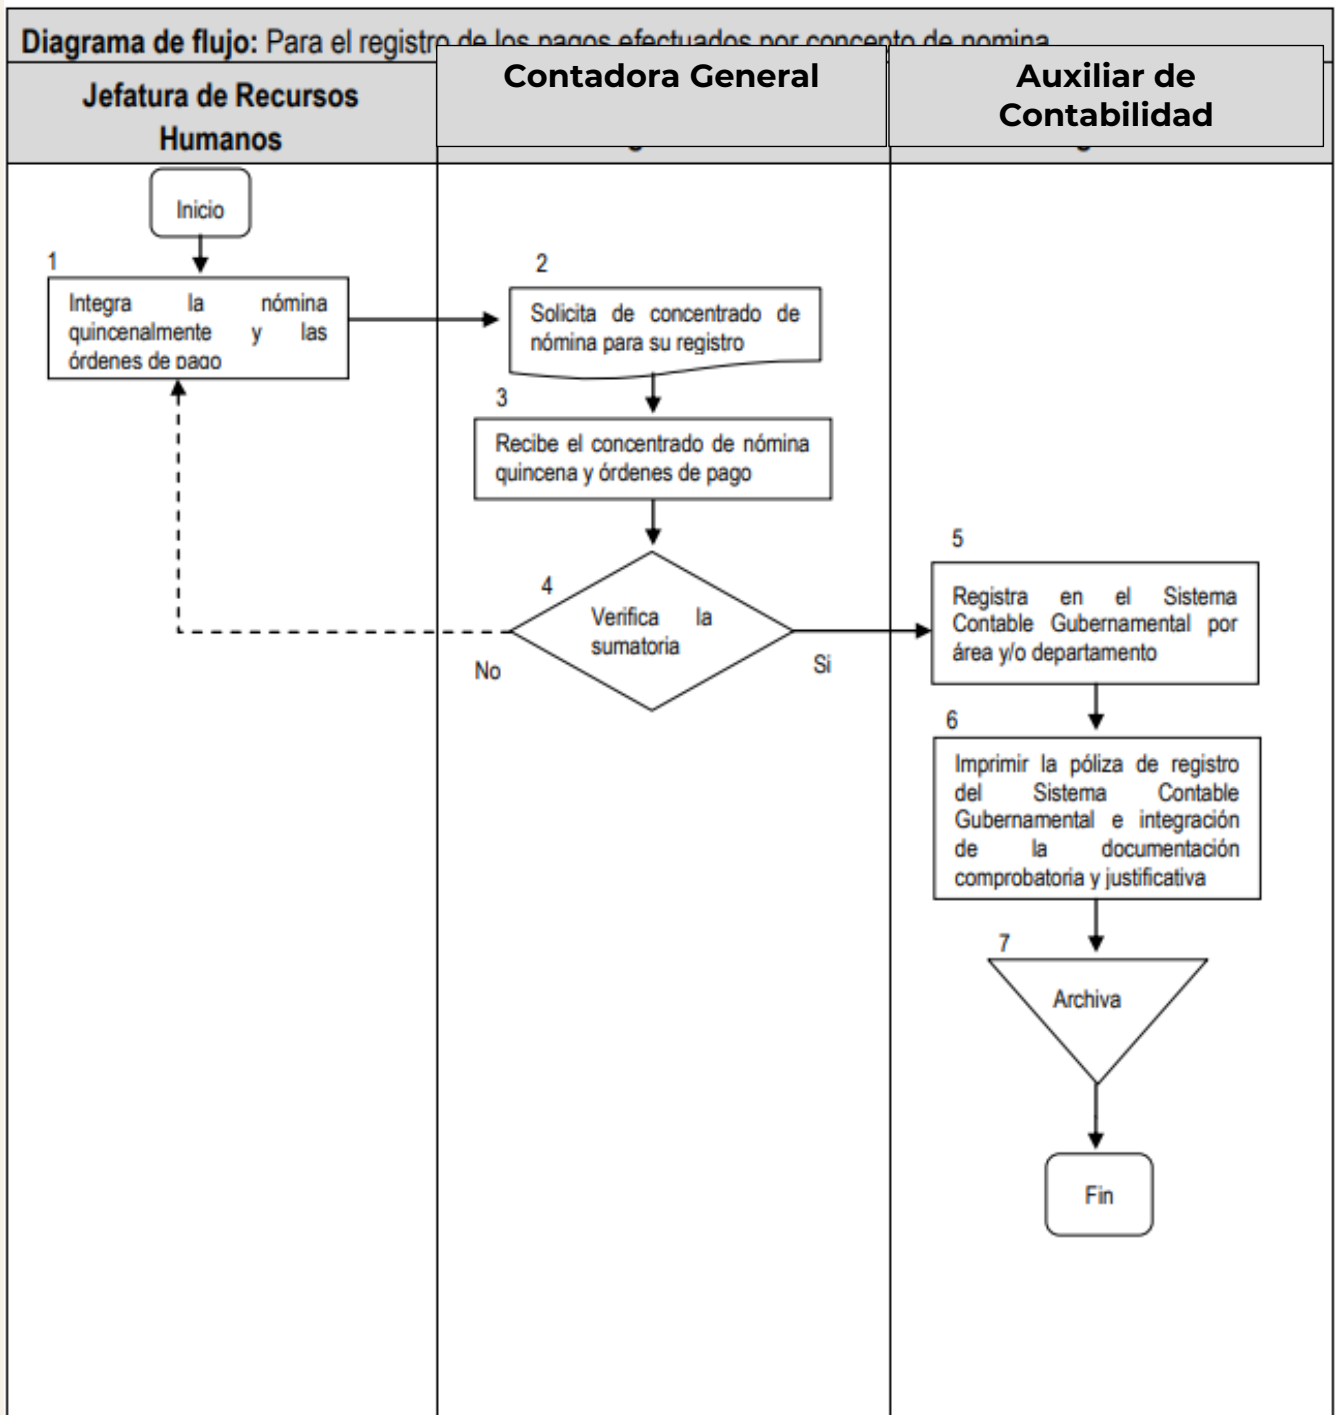 Diagrama de flujo: Para el registro de los pagos efectuados por concepto de nomina
Jefatura de Recursos
Humanos
Contadora General
Auxiliar de
Contabilidad
Inicio
1
Integra la nómina
quincenalmente y las
órdenes de pago
2
Solicita de concentrado de
nómina para su registro
3
Recibe el concentrado de nómina
quincena y órdenes de pago
4
Verifica la
sumatoria
No
Si
5
Registra en el Sistema
Contable Gubernamental por
área y/o departamento
6
Imprimir la póliza de registro
del Sistema Contable
Gubernamental e integración
de la documentación
comprobatoria y justificativa
7
Archiva
Fin